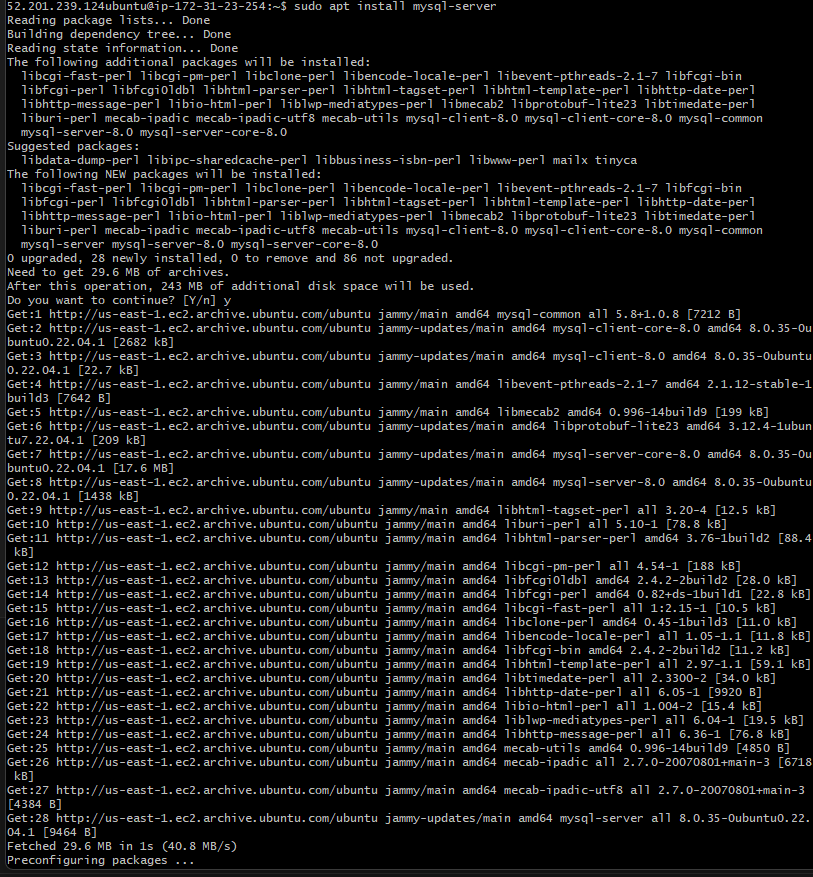 52.201.239.124ubuntu@ip-172-31-23-254:~$ sudo apt install mysql-server
Reading package lists... Done
Building dependency tree... Done
Reading state information... Done
The following additional packages will be installed:
  libcgi-fast-perl libcgi-pm-perl libclone-perl libencode-locale-perl libevent-pthreads-2.1-7 libfcgi-bin
  libfcgi-perl libfcgi0ldbl libhtml-parser-perl libhtml-tagset-perl libhtml-template-perl libhttp-date-perl
  libhttp-message-perl libio-html-perl liblwp-mediatypes-perl libmecab2 libprotobuf-lite23 libtimedate-perl
  liburi-perl mecab-ipadic mecab-ipadic-utf8 mecab-utils mysql-client-8.0 mysql-client-core-8.0 mysql-common
  mysql-server-8.0 mysql-server-core-8.0
Suggested packages:
  libdata-dump-perl libipc-sharedcache-perl libbusiness-isbn-perl libwww-perl mailx tinyca
The following NEW packages will be installed:
  libcgi-fast-perl libcgi-pm-perl libclone-perl libencode-locale-perl libevent-pthreads-2.1-7 libfcgi-bin
  libfcgi-perl libfcgi0ldbl libhtml-parser-perl libhtml-tagset-perl libhtml-template-perl libhttp-date-perl
  libhttp-message-perl libio-html-perl liblwp-mediatypes-perl libmecab2 libprotobuf-lite23 libtimedate-perl
  liburi-perl mecab-ipadic mecab-ipadic-utf8 mecab-utils mysql-client-8.0 mysql-client-core-8.0 mysql-common
  mysql-server mysql-server-8.0 mysql-server-core-8.0
0 upgraded, 28 newly installed, 0 to remove and 86 not upgraded.
Need to get 29.6 MB of archives.
After this operation, 243 MB of additional disk space will be used.
Do you want to continue? [Y/n] y
Get:1 http://us-east-1.ec2.archive.ubuntu.com/ubuntu jammy/main amd64 mysql-common all 5.8+1.0.8 [7212 B]
Get:2 http://us-east-1.ec2.archive.ubuntu.com/ubuntu jammy-updates/main amd64 mysql-client-core-8.0 amd64 8.0.35-0u
buntu0.22.04.1 [2682 kB]
Get:3 http://us-east-1.ec2.archive.ubuntu.com/ubuntu jammy-updates/main amd64 mysql-client-8.0 amd64 8.0.35-0ubuntu
0.22.04.1 [22.7 kB]
Get:4 http://us-east-1.ec2.archive.ubuntu.com/ubuntu jammy/main amd64 libevent-pthreads-2.1-7 amd64 2.1.12-stable-1
build3 [7642 B]
Get:5 http://us-east-1.ec2.archive.ubuntu.com/ubuntu jammy/main amd64 libmecab2 amd64 0.996-14build9 [199 kB]
Get:6 http://us-east-1.ec2.archive.ubuntu.com/ubuntu jammy-updates/main amd64 libprotobuf-lite23 amd64 3.12.4-1ubun
tu7.22.04.1 [209 kB]
Get:7 http://us-east-1.ec2.archive.ubuntu.com/ubuntu jammy-updates/main amd64 mysql-server-core-8.0 amd64 8.0.35-0u
buntu0.22.04.1 [17.6 MB]
Get:8 http://us-east-1.ec2.archive.ubuntu.com/ubuntu jammy-updates/main amd64 mysql-server-8.0 amd64 8.0.35-0ubuntu
0.22.04.1 [1438 kB]
Get:9 http://us-east-1.ec2.archive.ubuntu.com/ubuntu jammy/main amd64 libhtml-tagset-perl all 3.20-4 [12.5 kB]
Get:10 http://us-east-1.ec2.archive.ubuntu.com/ubuntu jammy/main amd64 liburi-perl all 5.10-1 [78.8 kB]
Get:11 http://us-east-1.ec2.archive.ubuntu.com/ubuntu jammy/main amd64 libhtml-parser-perl amd64 3.76-1build2 [88.4
 kB]
Get:12 http://us-east-1.ec2.archive.ubuntu.com/ubuntu jammy/main amd64 libcgi-pm-perl all 4.54-1 [188 kB]
Get:13 http://us-east-1.ec2.archive.ubuntu.com/ubuntu jammy/main amd64 libfcgi0ldbl amd64 2.4.2-2build2 [28.0 kB]
Get:14 http://us-east-1.ec2.archive.ubuntu.com/ubuntu jammy/main amd64 libfcgi-perl amd64 0.82+ds-1build1 [22.8 kB]
Get:15 http://us-east-1.ec2.archive.ubuntu.com/ubuntu jammy/main amd64 libcgi-fast-perl all 1:2.15-1 [10.5 kB]
Get:16 http://us-east-1.ec2.archive.ubuntu.com/ubuntu jammy/main amd64 libclone-perl amd64 0.45-1build3 [11.0 kB]
Get:17 http://us-east-1.ec2.archive.ubuntu.com/ubuntu jammy/main amd64 libencode-locale-perl all 1.05-1.1 [11.8 kB]
Get:18 http://us-east-1.ec2.archive.ubuntu.com/ubuntu jammy/main amd64 libfcgi-bin amd64 2.4.2-2build2 [11.2 kB]
Get:19 http://us-east-1.ec2.archive.ubuntu.com/ubuntu jammy/main amd64 libhtml-template-perl all 2.97-1.1 [59.1 kB]
Get:20 http://us-east-1.ec2.archive.ubuntu.com/ubuntu jammy/main amd64 libtimedate-perl all 2.3300-2 [34.0 kB]
Get:21 http://us-east-1.ec2.archive.ubuntu.com/ubuntu jammy/main amd64 libhttp-date-perl all 6.05-1 [9920 B]
Get:22 http://us-east-1.ec2.archive.ubuntu.com/ubuntu jammy/main amd64 libio-html-perl all 1.004-2 [15.4 kB]
Get:23 http://us-east-1.ec2.archive.ubuntu.com/ubuntu jammy/main amd64 liblwp-mediatypes-perl all 6.04-1 [19.5 kB]
Get:24 http://us-east-1.ec2.archive.ubuntu.com/ubuntu jammy/main amd64 libhttp-message-perl all 6.36-1 [76.8 kB]
Get:25 http://us-east-1.ec2.archive.ubuntu.com/ubuntu jammy/main amd64 mecab-utils amd64 0.996-14build9 [4850 B]
Get:26 http://us-east-1.ec2.archive.ubuntu.com/ubuntu jammy/main amd64 mecab-ipadic all 2.7.0-20070801+main-3 [6718
 kB]
Get:27 http://us-east-1.ec2.archive.ubuntu.com/ubuntu jammy/main amd64 mecab-ipadic-utf8 all 2.7.0-20070801+main-3
[4384 B]
Get:28 http://us-east-1.ec2.archive.ubuntu.com/ubuntu jammy-updates/main amd64 mysql-server all 8.0.35-0ubuntu0.22.
04.1 [9464 B]
Fetched 29.6 MB in 1s (40.8 MB/s)
Preconfiguring packages ...